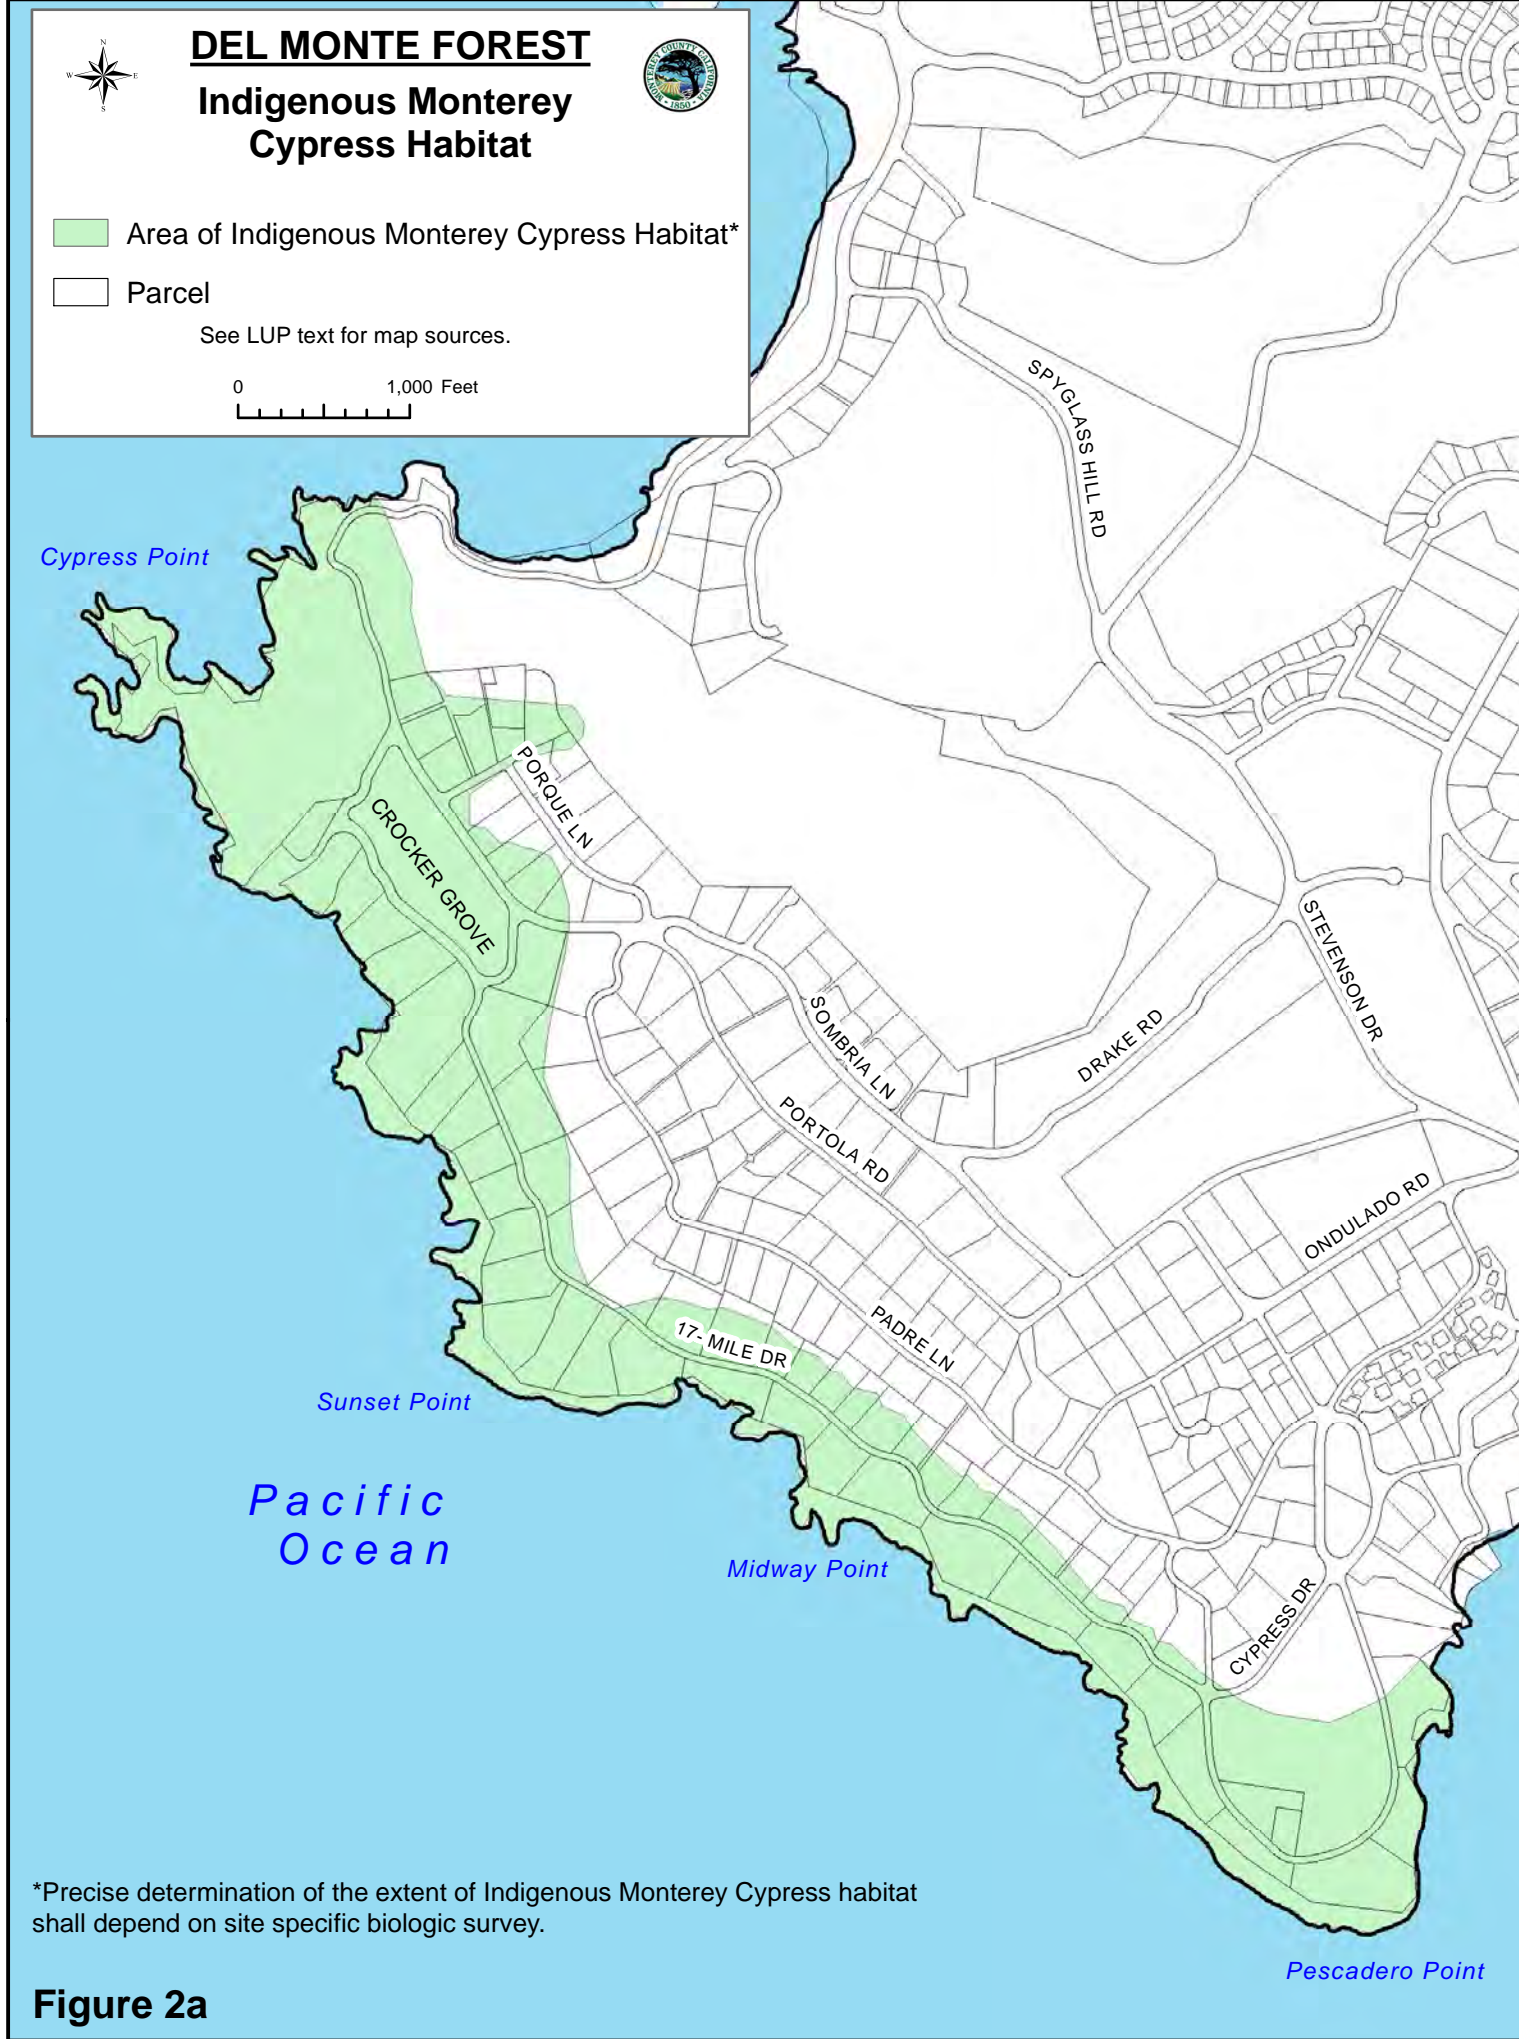 DEL MONTE FOREST
Indigenous Monterey
Cypress Habitat
N
W
E
S
MONTEREY COUNTY CALIFORNIA
1850
Area of Indigenous Monterey Cypress Habitat*
Parcel
See LUP text for map sources.
0
1,000 Feet
SPYGLASS HILL RD
Cypress Point
PORQUE LN
CROCKER GROVE
STEVENSON DR
SOMBRIA LN
DRAKE RD
PORTOLA RD
ONDULADO RD
17- MILE DR
PADRE LN
Sunset Point
Pacific
Ocean
Midway Point
CYPRESS DR
*Precise determination of the extent of Indigenous Monterey Cypress habitat
shall depend on site specific biologic survey.
Pescadero Point
Figure 2a